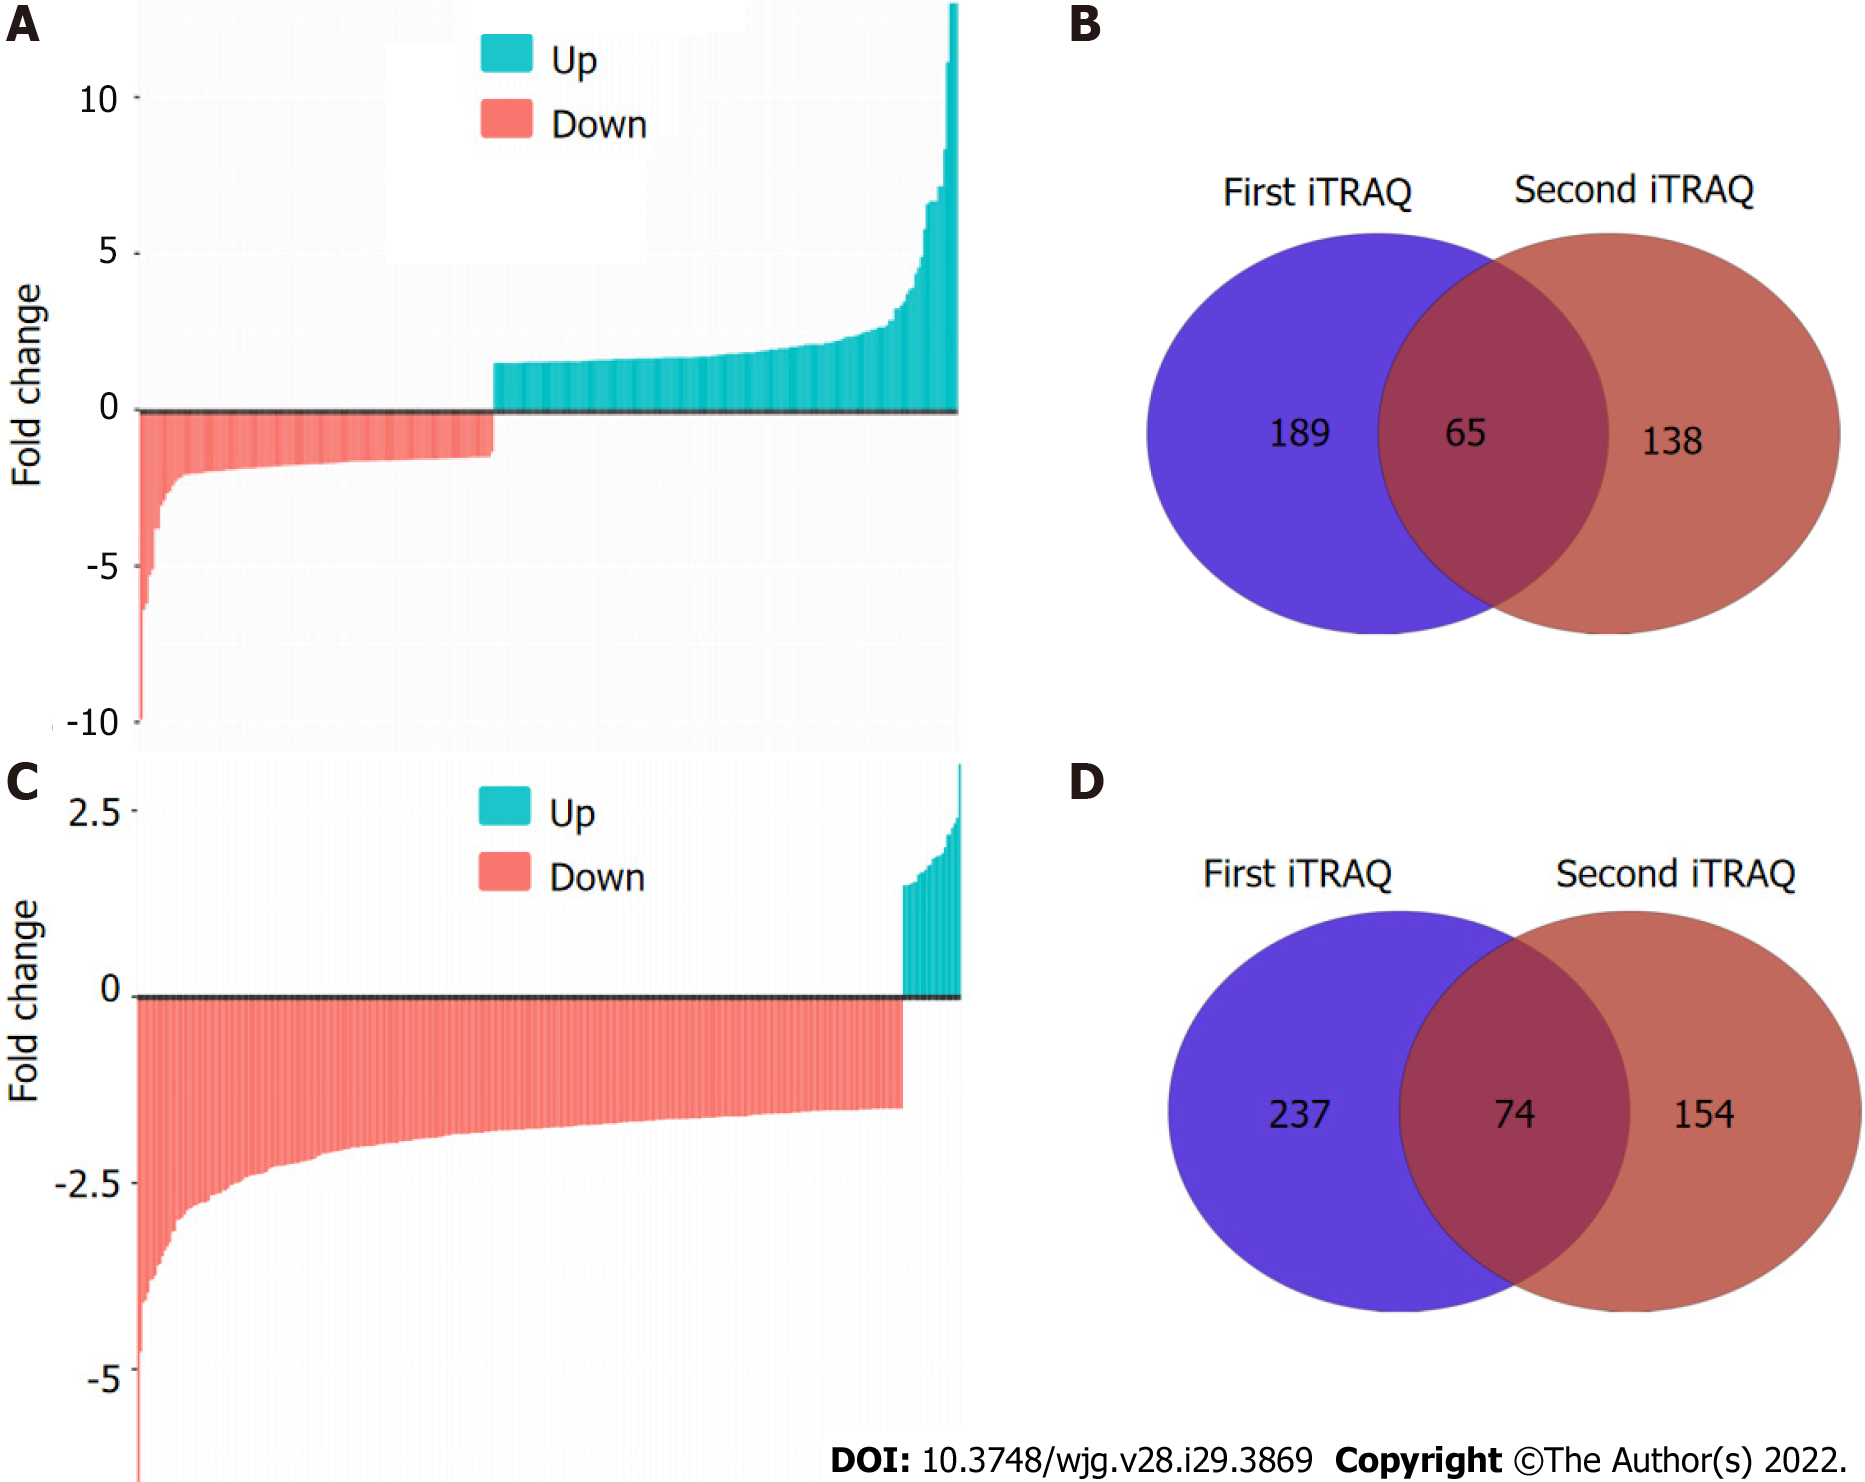 A
Up
Down
10
5
0
-5
-10
Fold change
B
First iTRAQ
Second iTRAQ
189
65
138
C
Up
Down
2.5
0
-2.5
-5
Fold change
D
First iTRAQ
Second iTRAQ
237
74
154
DOI: 10.3748/wjg.v28.i29.3869 Copyright ©The Author(s) 2022.